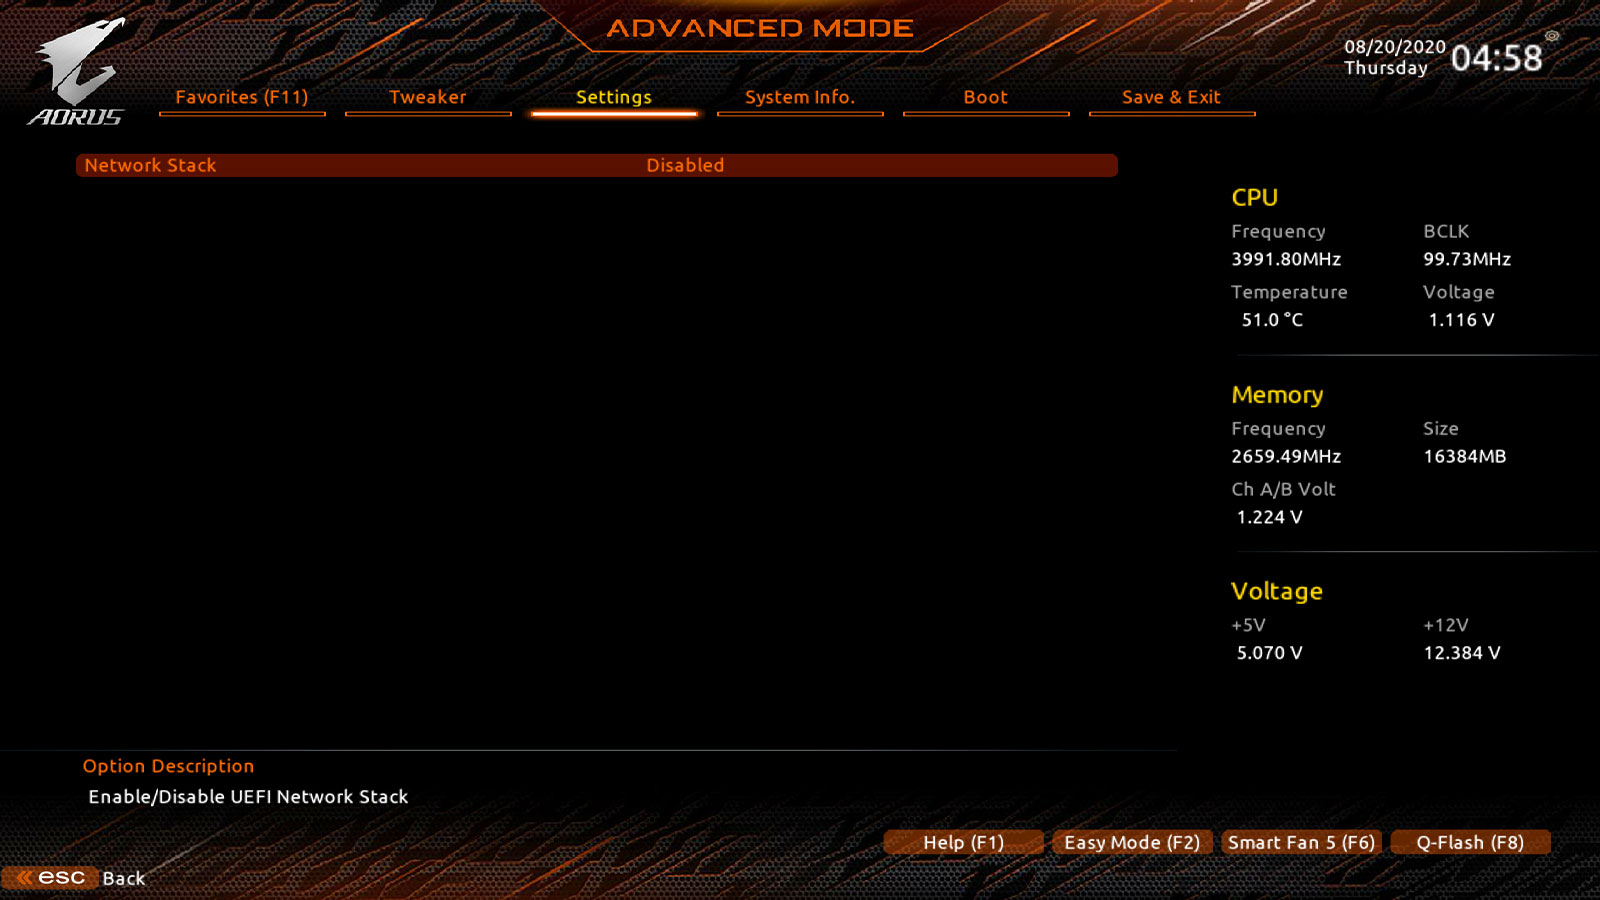 ADVANCED MODE
AORUS
08/20/2020
Thursday
04:58
Favorites (F11)
Tweaker
Settings
System Info.
Boot
Save & Exit
Network Stack
Disabled
CPU
Frequency
BCLK
3991.80MHz
99.73MHz
Temperature
Voltage
51.0 °C
1.116 V
Memory
Frequency
Size
2659.49MHz
16384MB
Ch A/B Volt
1.224 V
Voltage
+5V
+12V
5.070 V
12.384 V
Option Description
Enable/Disable UEFI Network Stack
Help (F1)
Easy Mode (F2)
Smart Fan 5 (F6)
Q-Flash (F8)
esc Back